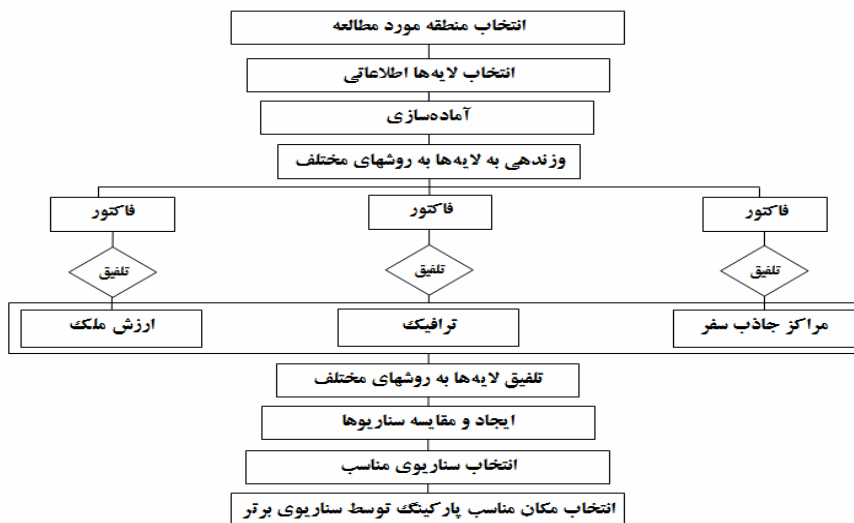 انتخاب منطقه مورد مطالعه
انتخاب لایه‌ها اطلاعاتی
آماده‌سازی
وزندهی به لایه‌ها به روشهای مختلف
فاکتور
فاکتور
فاکتور
تلفیق
تلفیق
تلفیق
مراکز جاذب سفر
ترافیک
ارزش ملک
تلفیق لایه‌ها به روشهای مختلف
ایجاد و مقایسه سناریوها
انتخاب سناریوی مناسب
انتخاب مکان مناسب پارکینگ توسط سناریوی برتر